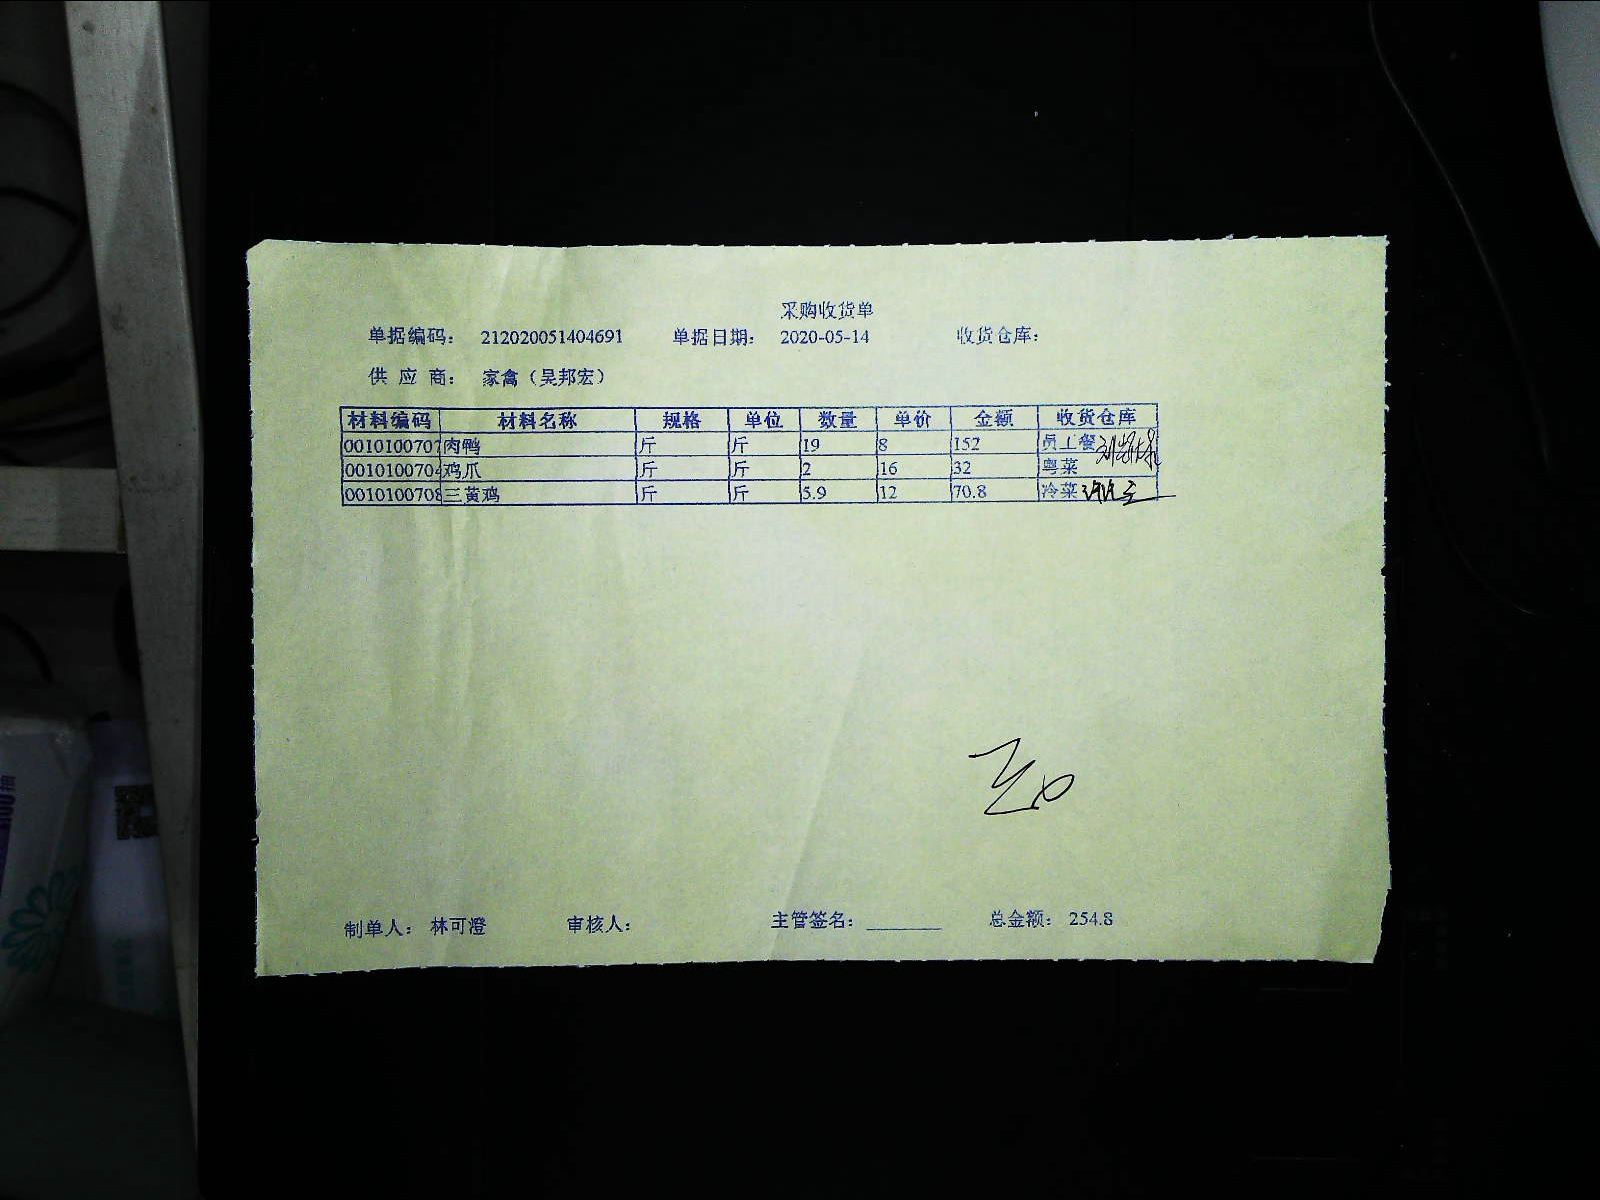 采购收货单
单据编码： 212020051404691 单据日期： 2020-05-14 收货仓库：
供 应 商： 家禽（吴邦宏）
材料编码 材料名称 规格 单位 数量 单价 金额 收货仓库
0010100707 肉鸭 斤 斤 19 8 152 员工餐
0010100704 鸡爪 斤 斤 2 16 32 粤菜
0010100708 三黄鸡 斤 斤 5.9 12 70.8 冷菜
制单人： 林可澄 审核人： 主管签名： 总金额： 254.8